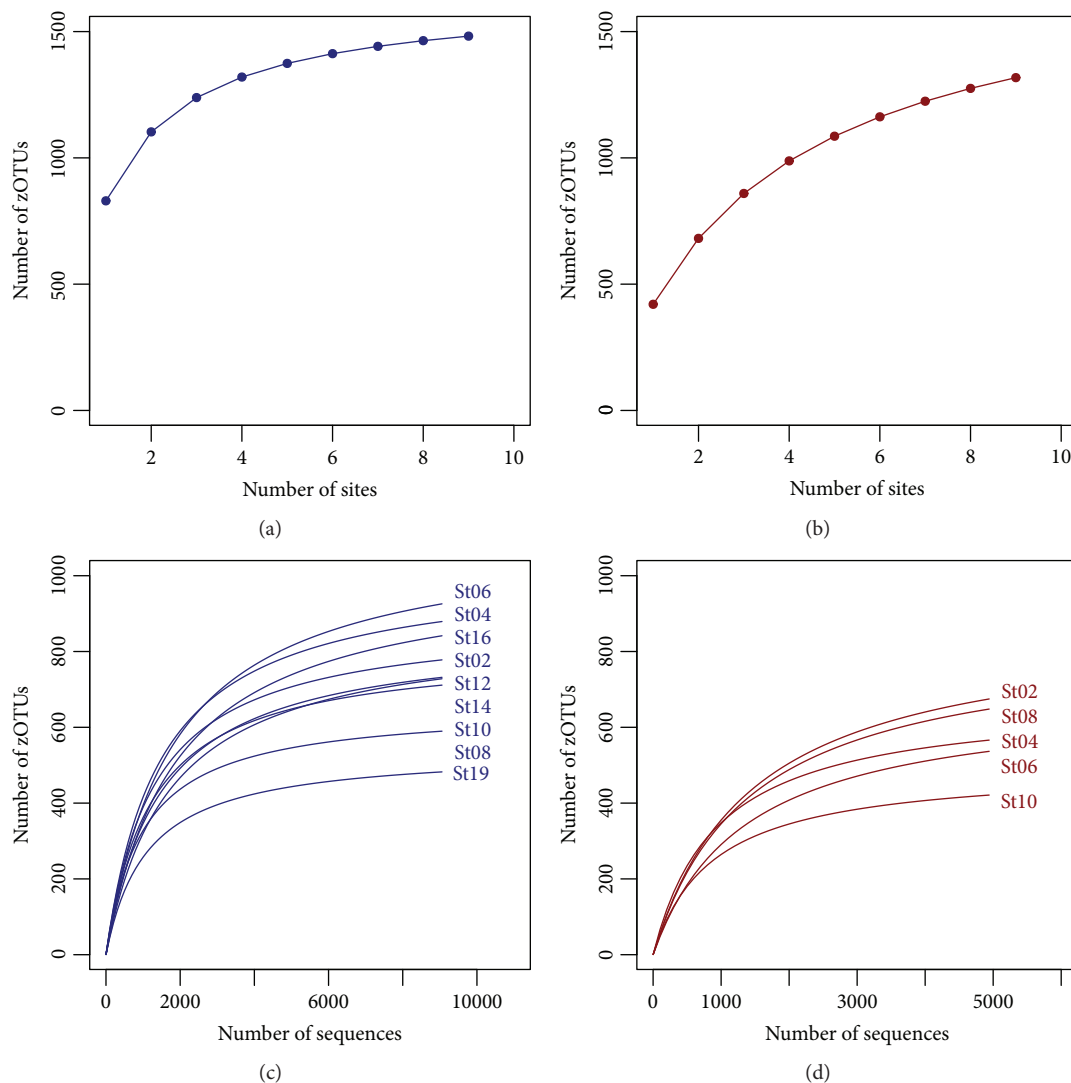 1500
1000
500
0
Number of zOTUs
2 4 6 8 10
Number of sites
(a)
1500
1000
500
0
Number of zOTUs
2 4 6 8 10
Number of sites
(b)
1000
800
600
400
200
0
Number of zOTUs
St06
St04
St16
St02
St12
St14
St10
St08
St19
0 2000 6000 10000
Number of sequences
(c)
1000
800
600
400
200
0
Number of zOTUs
St02
St08
St04
St06
St10
0 1000 3000 5000
Number of sequences
(d)